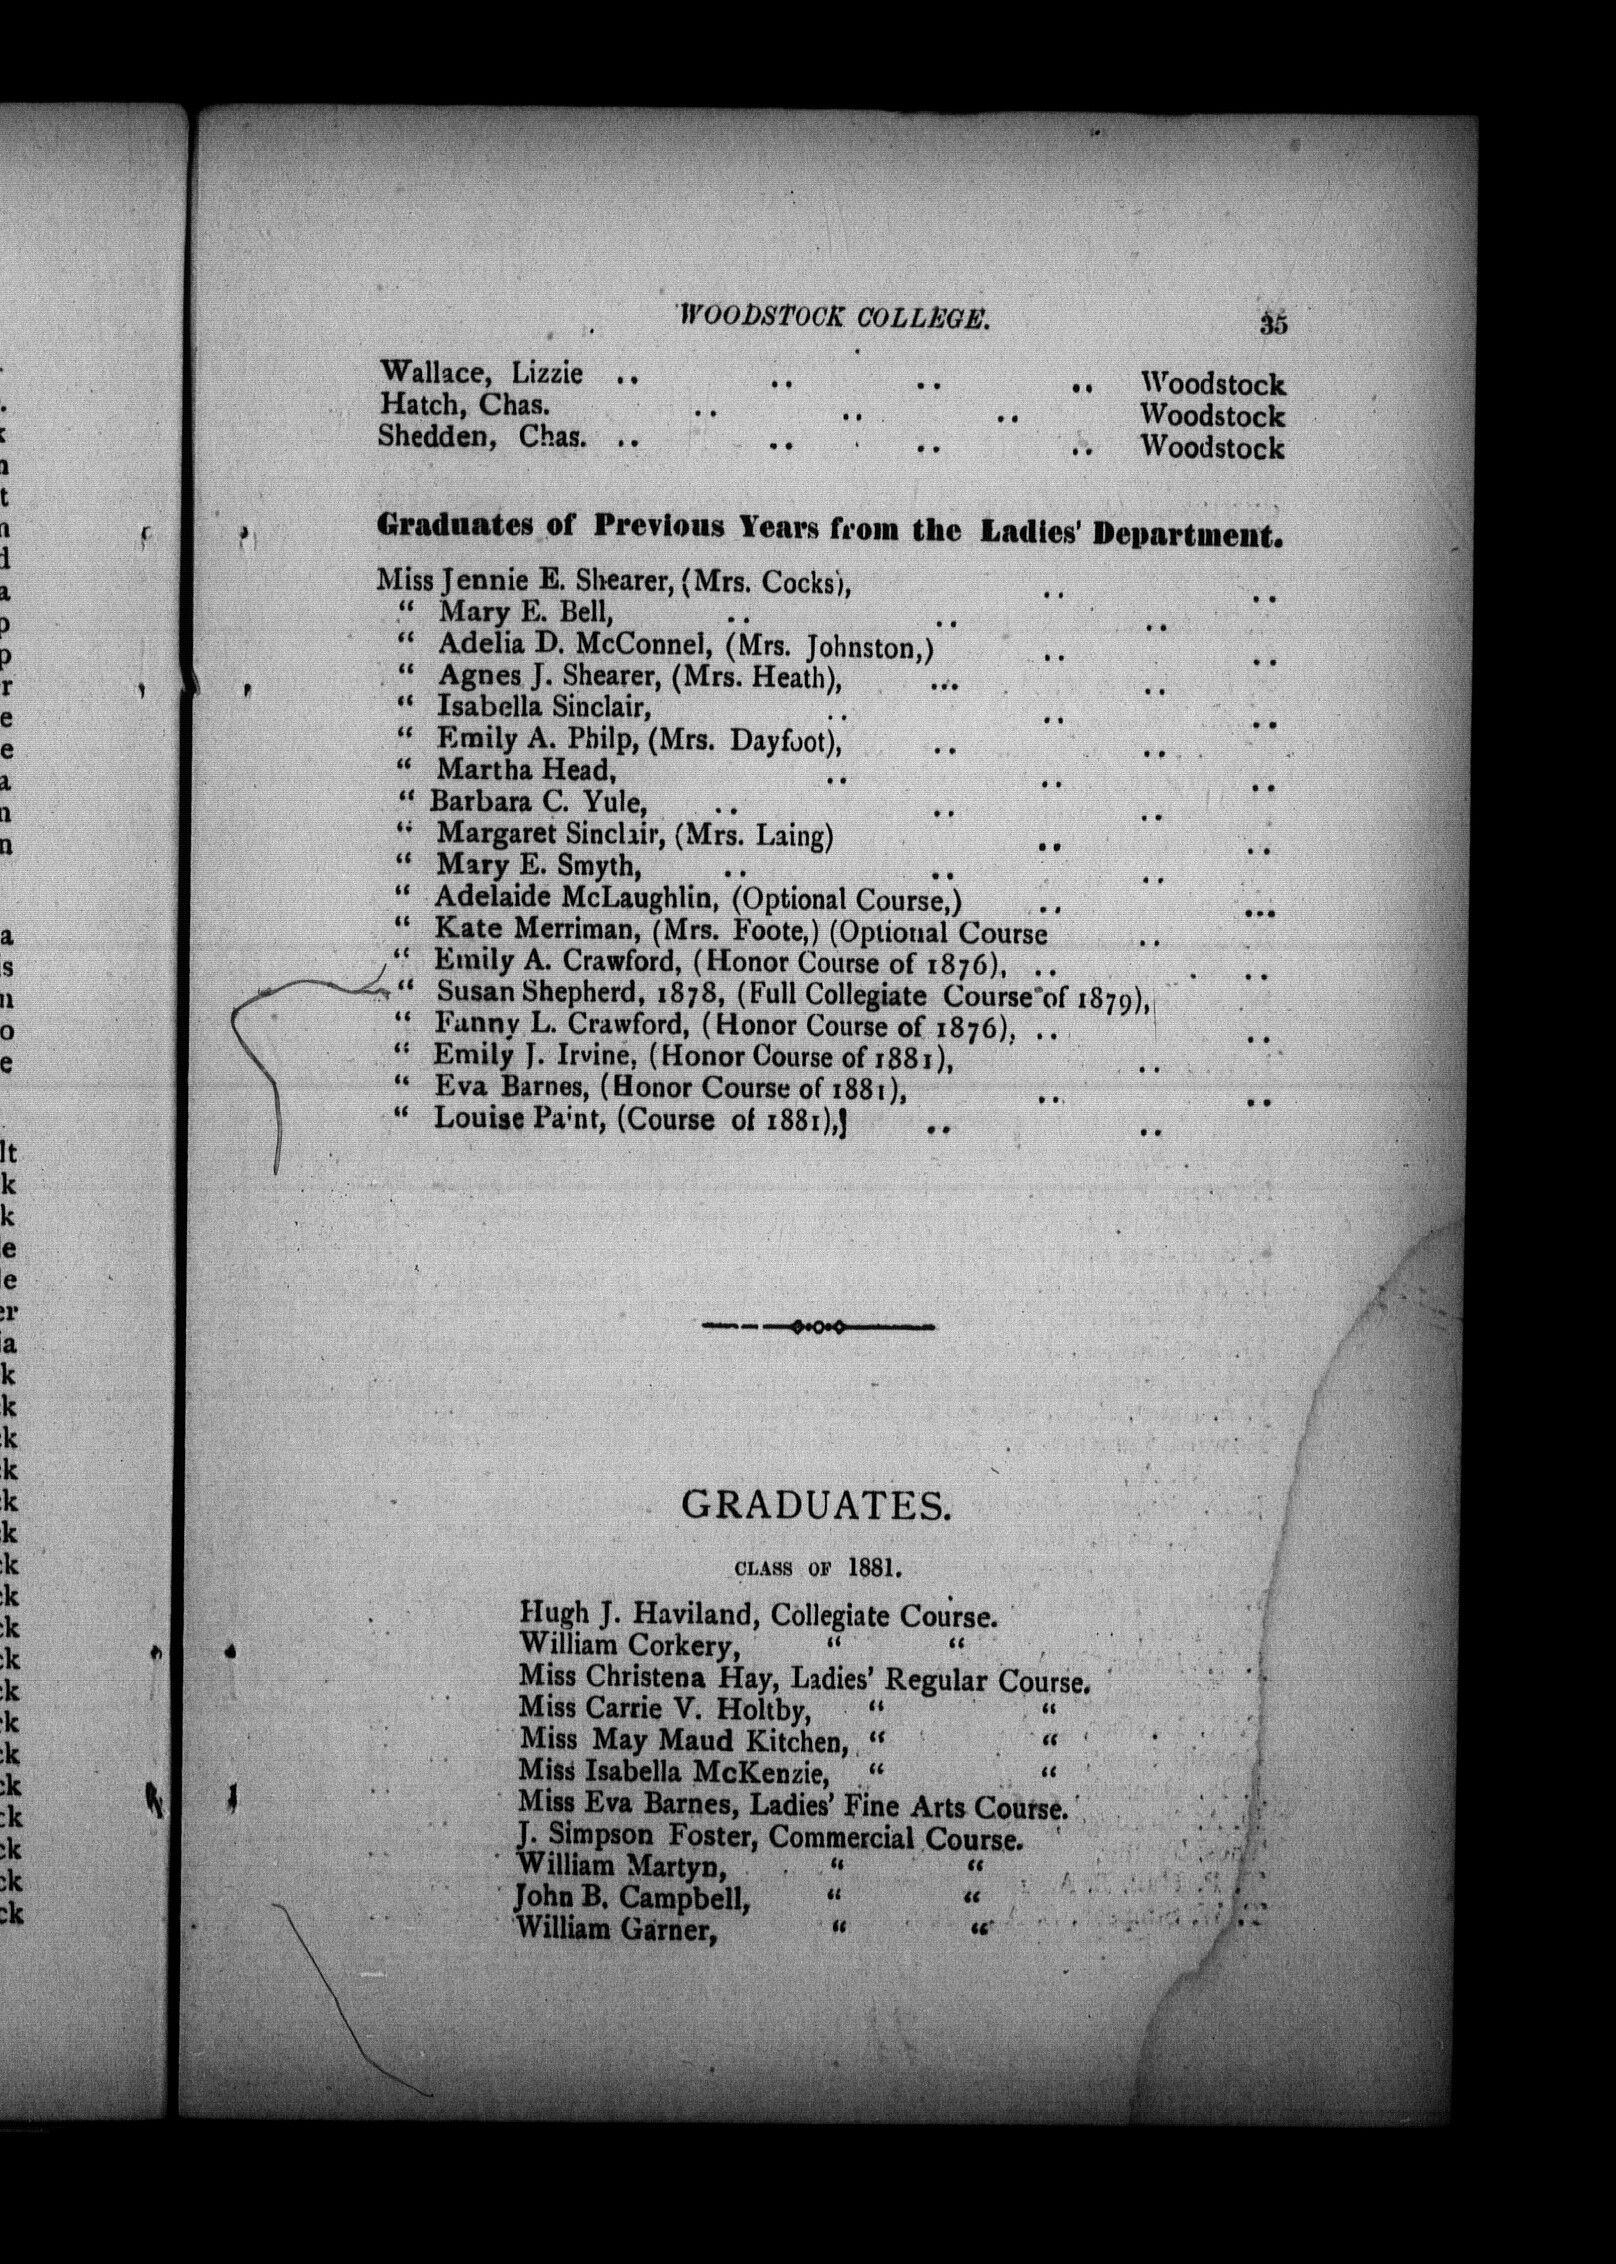 WOODSTOCK COLLEGE. 35
Wallace, Lizzie .. .. .. .. Woodstock
Hatch, Chas. .. .. .. Woodstock
Shedden, Chas. .. .. .. .. Woodstock
Graduates of Previous Years from the Ladies' Department.
Miss Jennie E. Shearer, (Mrs. Cocks), .. ..
“ Mary E. Bell, .. .. ..
“ Adelia D. McConnel, (Mrs. Johnston,) .. ..
“ Agnes J. Shearer, (Mrs. Heath), ... ..
“ Isabella Sinclair, .. .. ..
“ Emily A. Philp, (Mrs. Dayfoot), .. ..
“ Martha Head, .. .. ..
“ Barbara C. Yule, .. .. ..
“ Margaret Sinclair, (Mrs. Laing) .. ..
“ Mary E. Smyth, .. .. ..
“ Adelaide McLaughlin, (Optional Course,) .. ...
“ Kate Merriman, (Mrs. Foote,) (Optional Course ..
“ Emily A. Crawford, (Honor Course of 1876), .. . ..
“ Susan Shepherd, 1878, (Full Collegiate Course of 1879),
“ Fanny L. Crawford, (Honor Course of 1876), .. ..
“ Emily J. Irvine, (Honor Course of 1881), ..
“ Eva Barnes, (Honor Course of 1881), .. ..
“ Louise Paint, (Course of 1881), .. ..
GRADUATES.
CLASS OF 1881.
Hugh J. Haviland, Collegiate Course.
William Corkery, “ “
Miss Christena Hay, Ladies' Regular Course.
Miss Carrie V. Holtby, “ “
Miss May Maud Kitchen, “ “
Miss Isabella McKenzie, “ “
Miss Eva Barnes, Ladies' Fine Arts Course.
J. Simpson Foster, Commercial Course.
William Martyn, “ “
John B. Campbell, “ “
William Garner, “ “